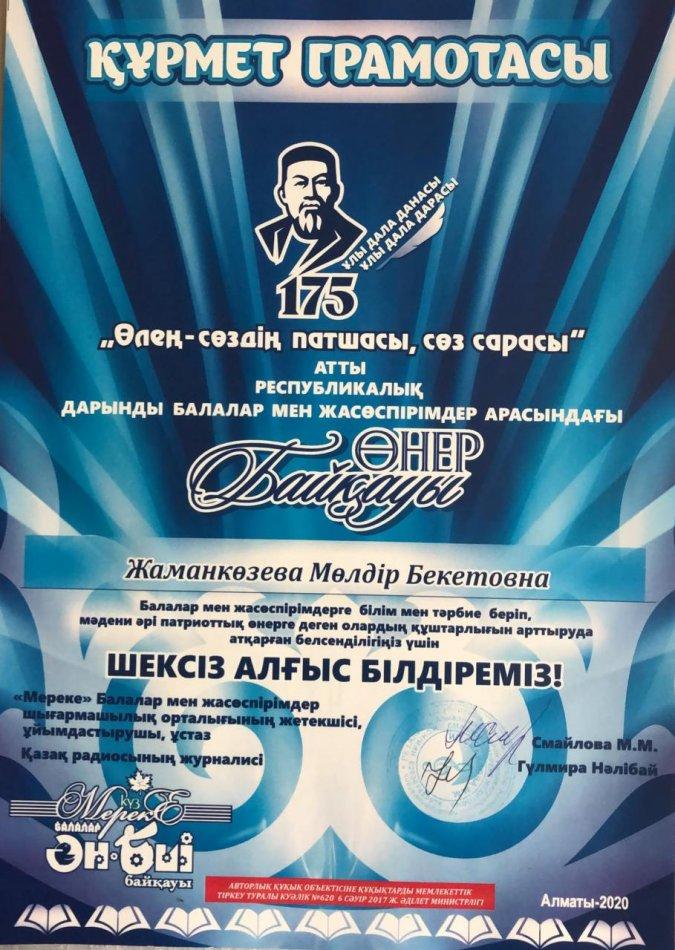 ҚҰРМЕТ ГРАМОТАСЫ
ҰЛЫ ДАЛА ДАНАСЫ
ҰЛЫ ДАЛА ДАРАСЫ
175
„Өлең-сөздің патшасы, сөз сарасы”
АТТЫ
РЕСПУБЛИКАЛЫҚ
ДАРЫНДЫ БАЛАЛАР МЕН ЖАСӨСПІРІМДЕР АРАСЫНДАҒЫ
ӨНЕР
Байқауы
Жаманкөзева Мөлдір Бекетовна
Балалар мен жасөспірімдерге білім мен тәрбие беріп,
мәдени әрі патриоттық өнерге деген олардың құштарлығын арттыруда
атқарған белсенділігіңіз үшін
ШЕКСІЗ АЛҒЫС БІЛДІРЕМІЗ!
«Мереке» Балалар мен жасөспірімдер
шығармашылық орталығының жетекшісі,
ұйымдастырушы, ұстаз
Смайлова М.М.
Қазақ радиосының журналисі
Гүлмира Нәлібай
күз
Мереке
БАЛАЛАР
ән-би
байқауы
АВТОРЛЫҚ ҚҰҚЫҚ ОБЪЕКТІСІНЕ ҚҰҚЫҚТАРДЫ МЕМЛЕКЕТТІК
ТІРКЕУ ТУРАЛЫ КУӘЛІК №620 6 СӘУІР 2017 Ж. ӘДІЛЕТ МИНИСТРЛІГІ
Алматы-2020